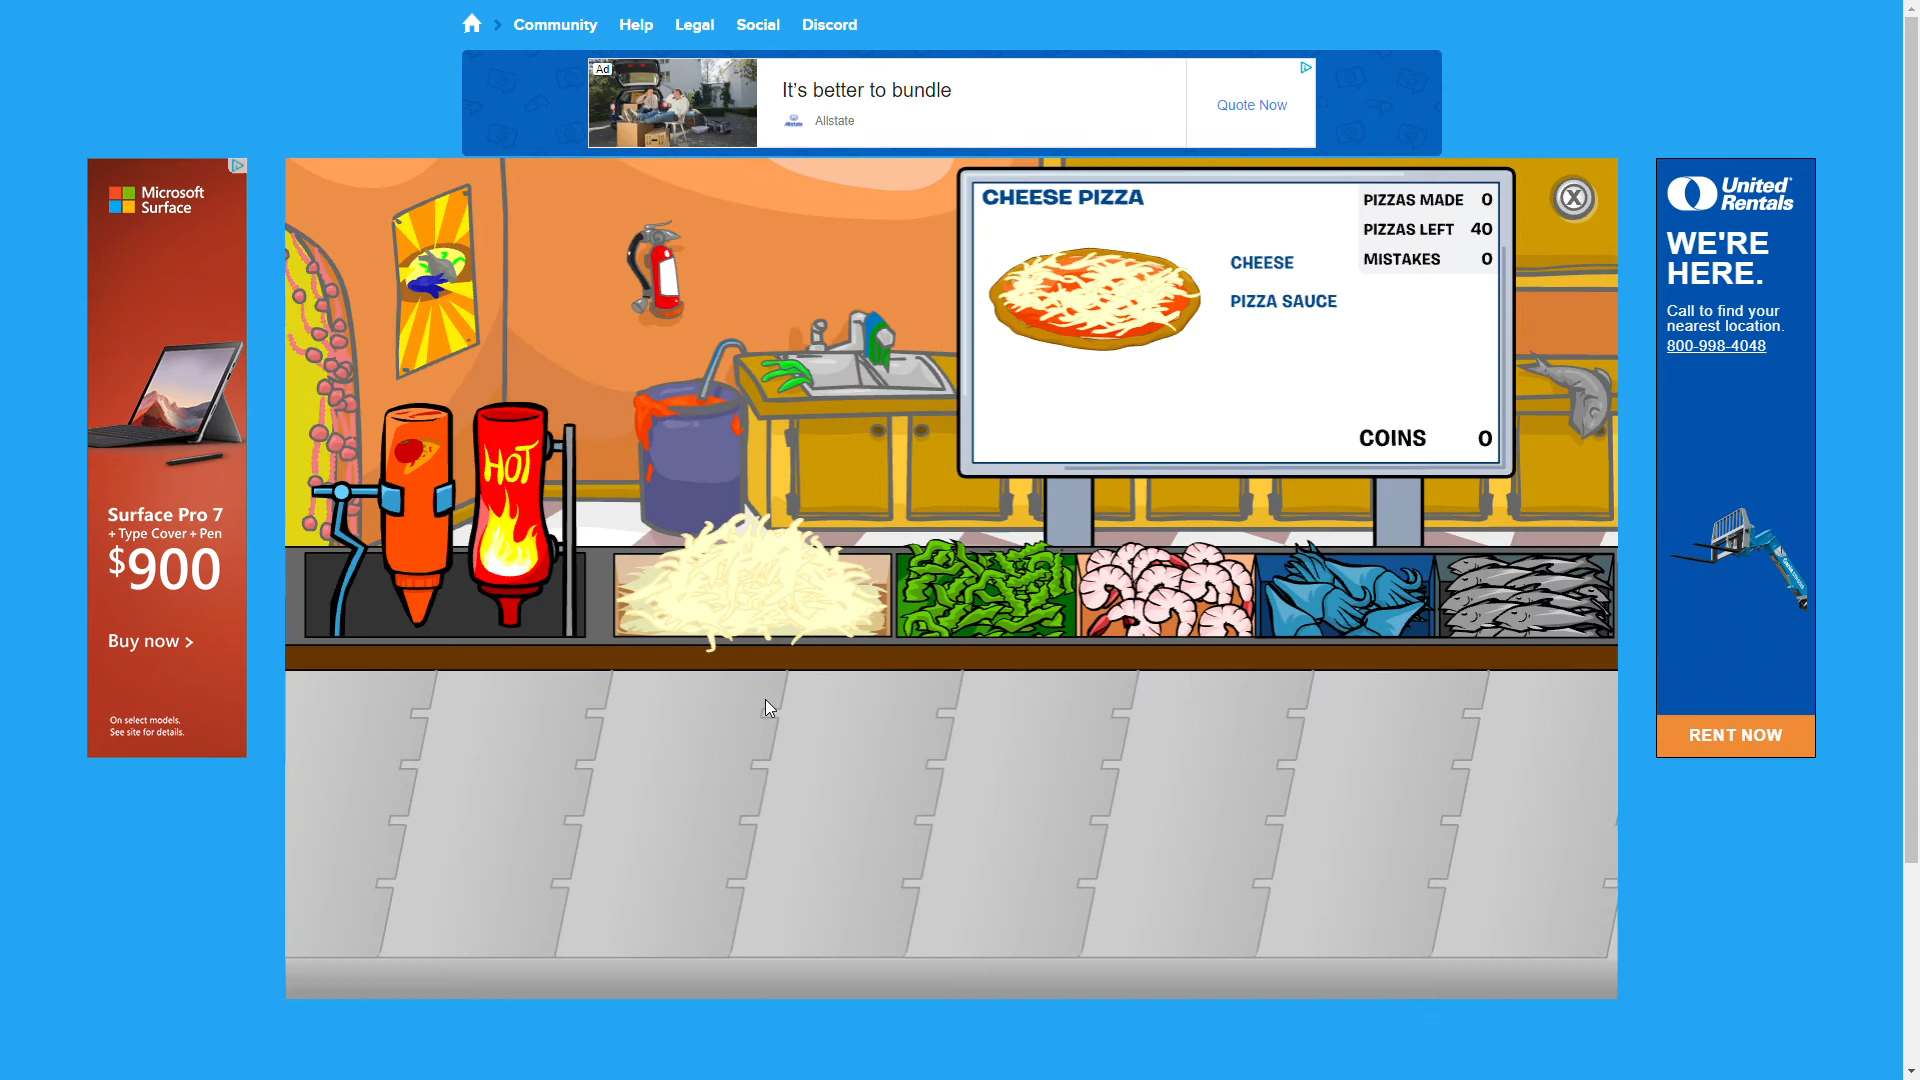 Community Help Legal Social Discord
Ad
It’s better to bundle
Allstate
Quote Now
Microsoft
Surface
Surface Pro 7
+ Type Cover + Pen
$900
Buy now >
On select models.
See site for details.
CHEESE PIZZA
CHEESE
PIZZA SAUCE
PIZZAS MADE 0
PIZZAS LEFT 40
MISTAKES 0
COINS 0
X
HOT
United
Rentals
WE'RE
HERE.
Call to find your
nearest location.
800-998-4048
RENT NOW